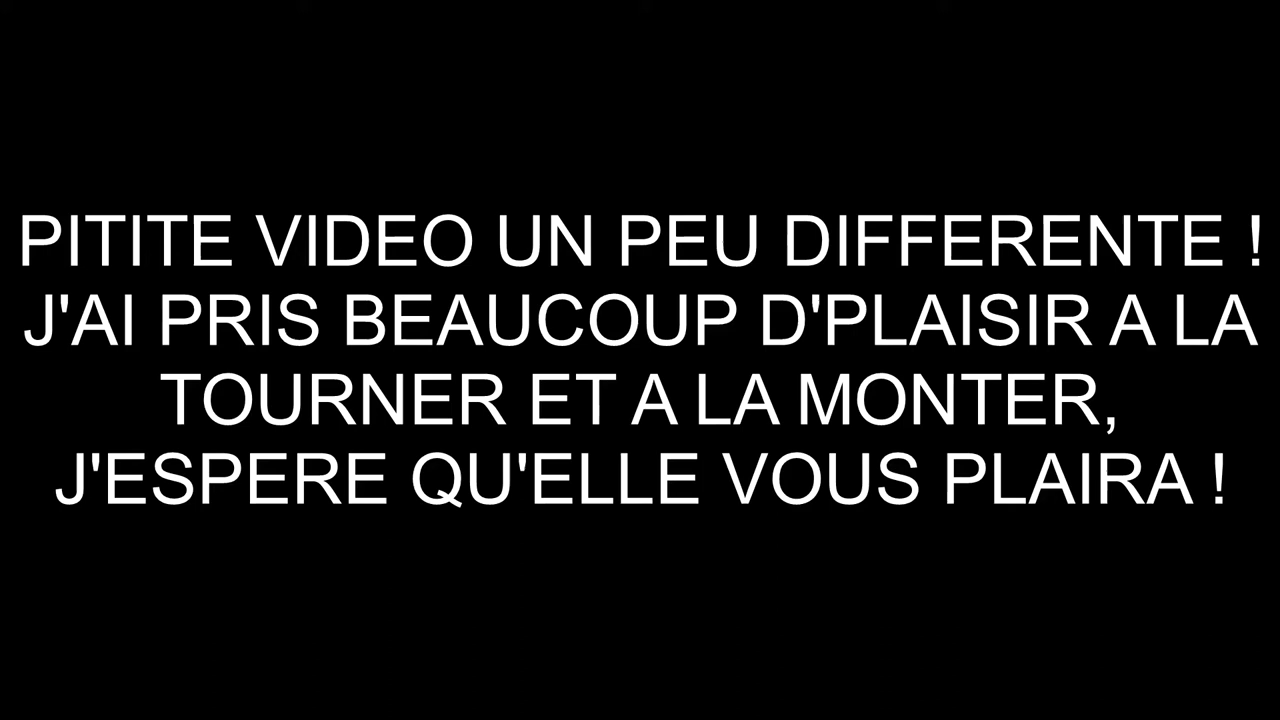 PITITE VIDEO UN PEU DIFFERENTE !
J'AI PRIS BEAUCOUP D'PLAISIR A LA
TOURNER ET A LA MONTER,
J'ESPERE QU'ELLE VOUS PLAIRA !